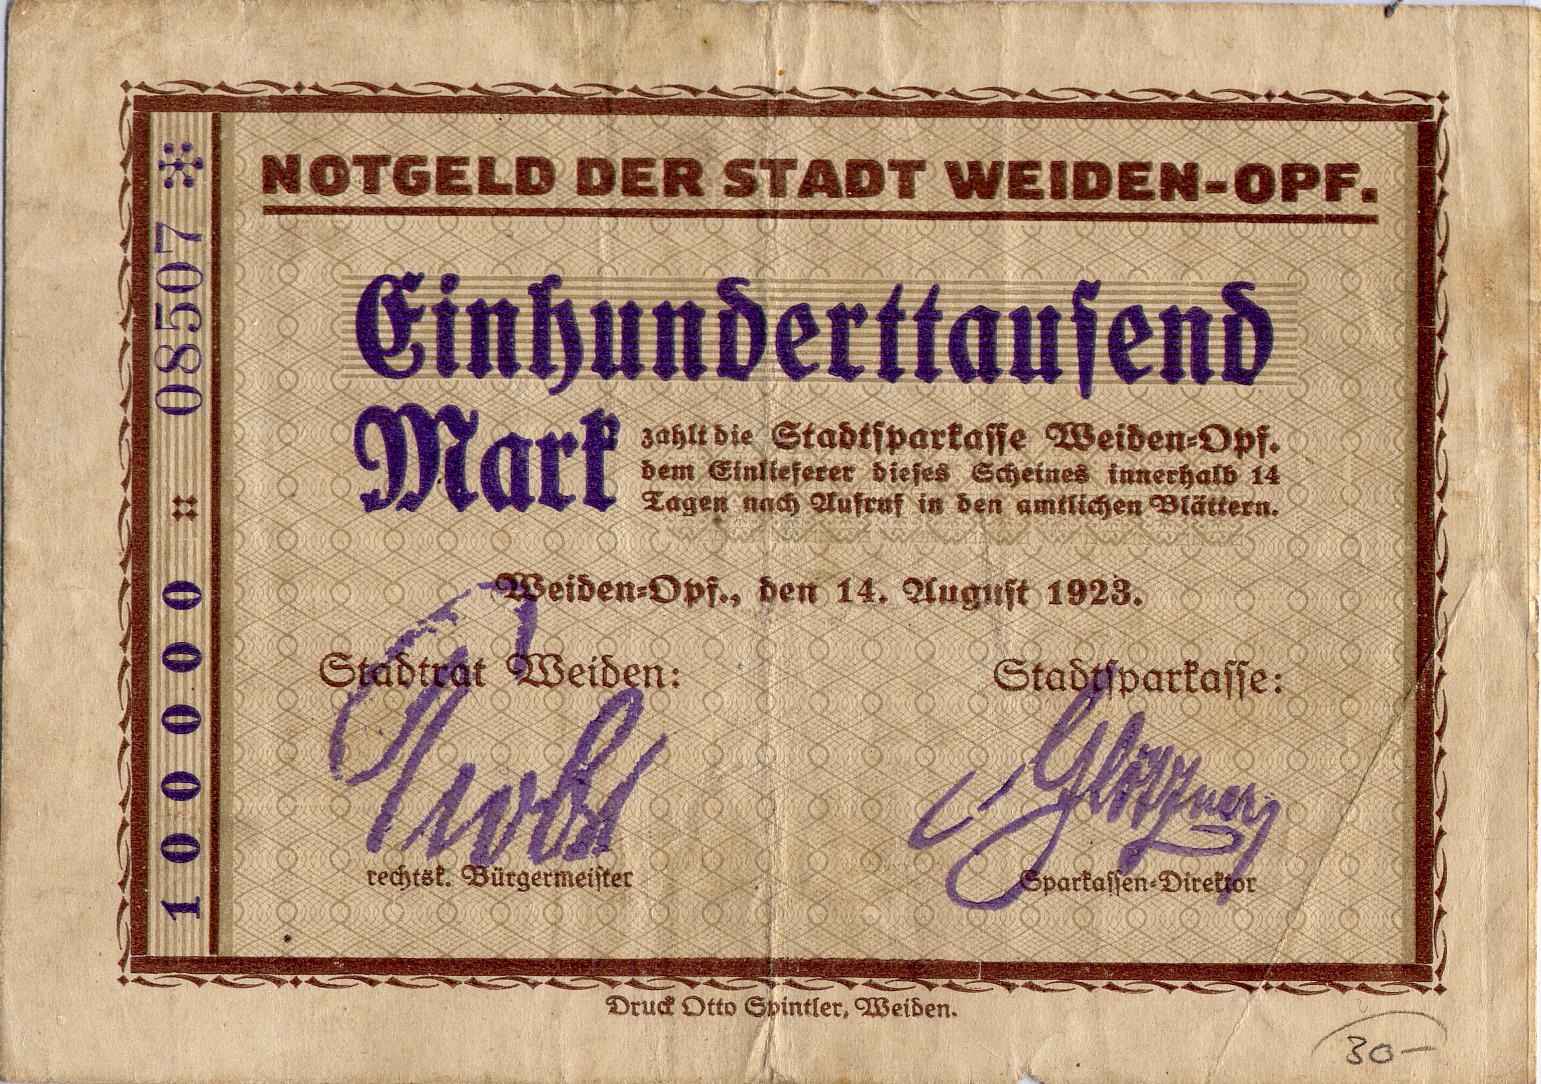 NOTGELD DER STADT WEIDEN-OPF.
Einhunderttausend
Mark
zahlt die Stadtsparkasse Weiden-Opf.
dem Einlieferer dieses Scheines innerhalb 14
Tagen nach Aufruf in den amtlichen Blättern.
Weiden-Opf., den 14. August 1923.
Stadtrat Weiden:
Stadtsparkasse:
rechtsk. Bürgermeister
Sparkassen-Direktor
Druck Otto Spintler, Weiden.
100000 :: 08507 *
30—